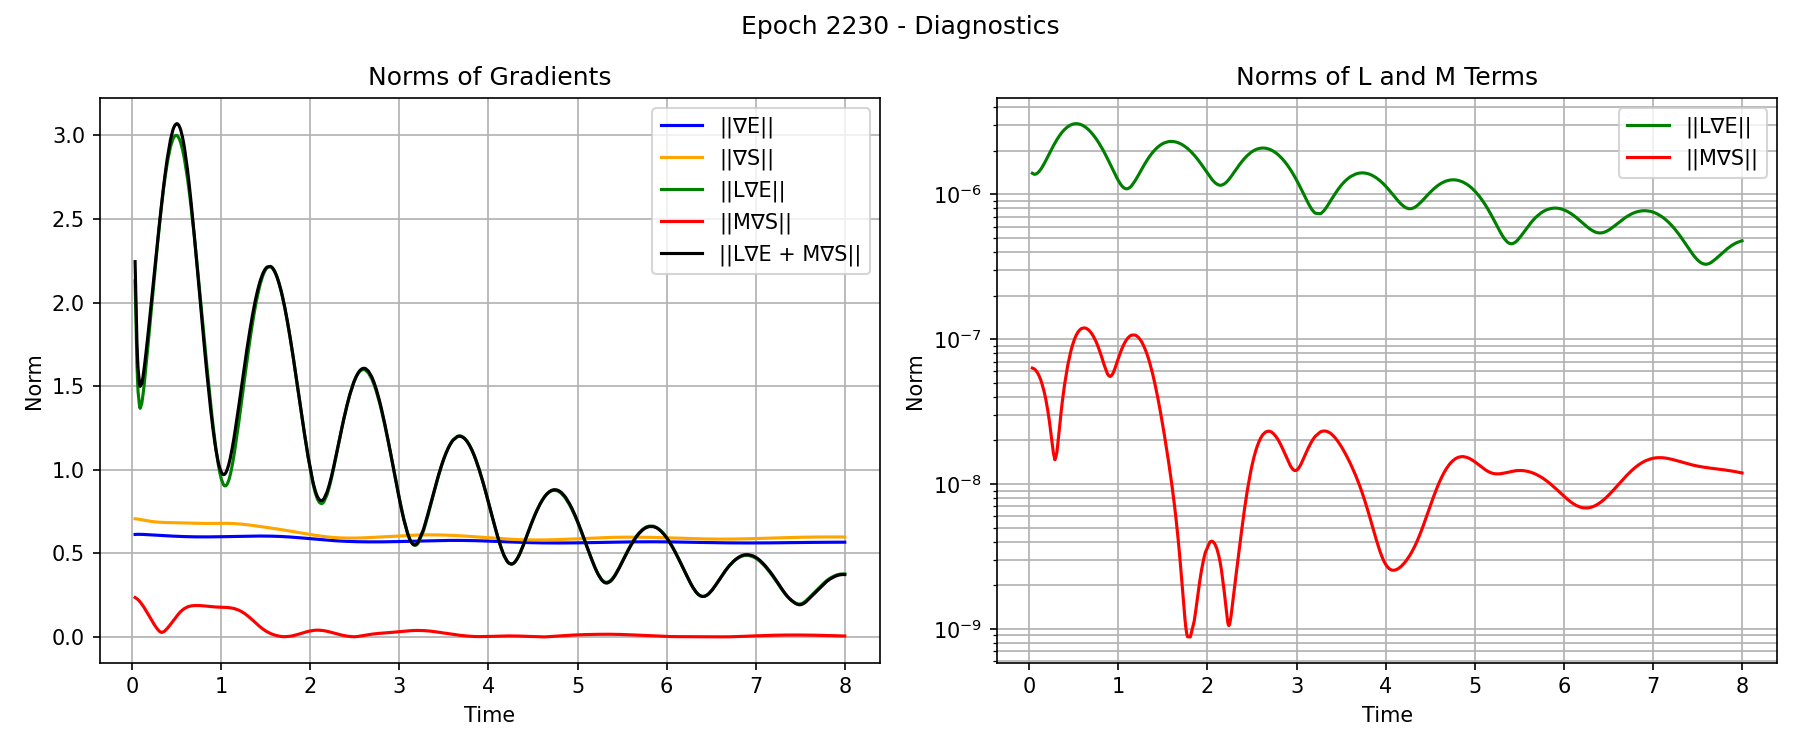 Epoch 2230 - Diagnostics
Norms of Gradients
3.0
2.5
2.0
1.5
1.0
0.5
0.0
Norm
0 1 2 3 4 5 6 7 8
Time
||∇E||
||∇S||
||L∇E||
||M∇S||
||L∇E + M∇S||
Norms of L and M Terms
10⁻⁶
10⁻⁷
10⁻⁸
10⁻⁹
Norm
0 1 2 3 4 5 6 7 8
Time
||L∇E||
||M∇S||